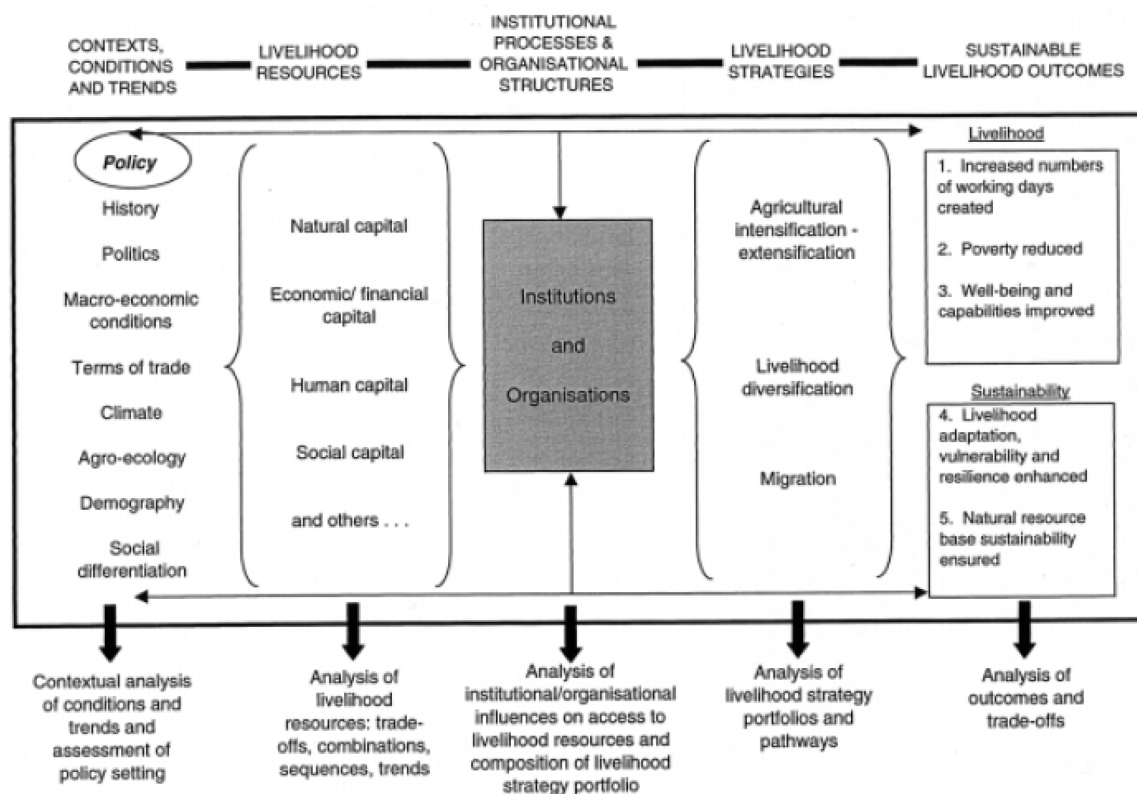 CONTEXTS,
CONDITIONS
AND TRENDS
LIVELIHOOD
RESOURCES
INSTITUTIONAL
PROCESSES &
ORGANISATIONAL
STRUCTURES
LIVELIHOOD
STRATEGIES
SUSTAINABLE
LIVELIHOOD OUTCOMES
Policy
History
Politics
Macro-economic
conditions
Terms of trade
Climate
Agro-ecology
Demography
Social
differentiation
Natural capital
Economic/ financial
capital
Human capital
Social capital
and others . . .
Institutions
and
Organisations
Agricultural
intensification -
extensification
Livelihood
diversification
Migration
Livelihood
1. Increased numbers
of working days
created
2. Poverty reduced
3. Well-being and
capabilities improved
Sustainability
4. Livelihood
adaptation,
vulnerability and
resilience enhanced
5. Natural resource
base sustainability
ensured
Contextual analysis
of conditions and
trends and
assessment of
policy setting
Analysis of
livelihood
resources: trade-
offs, combinations,
sequences, trends
Analysis of
institutional/organisational
influences on access to
livelihood resources and
composition of livelihood
strategy portfolio
Analysis of
livelihood strategy
portfolios and
pathways
Analysis of
outcomes and
trade-offs